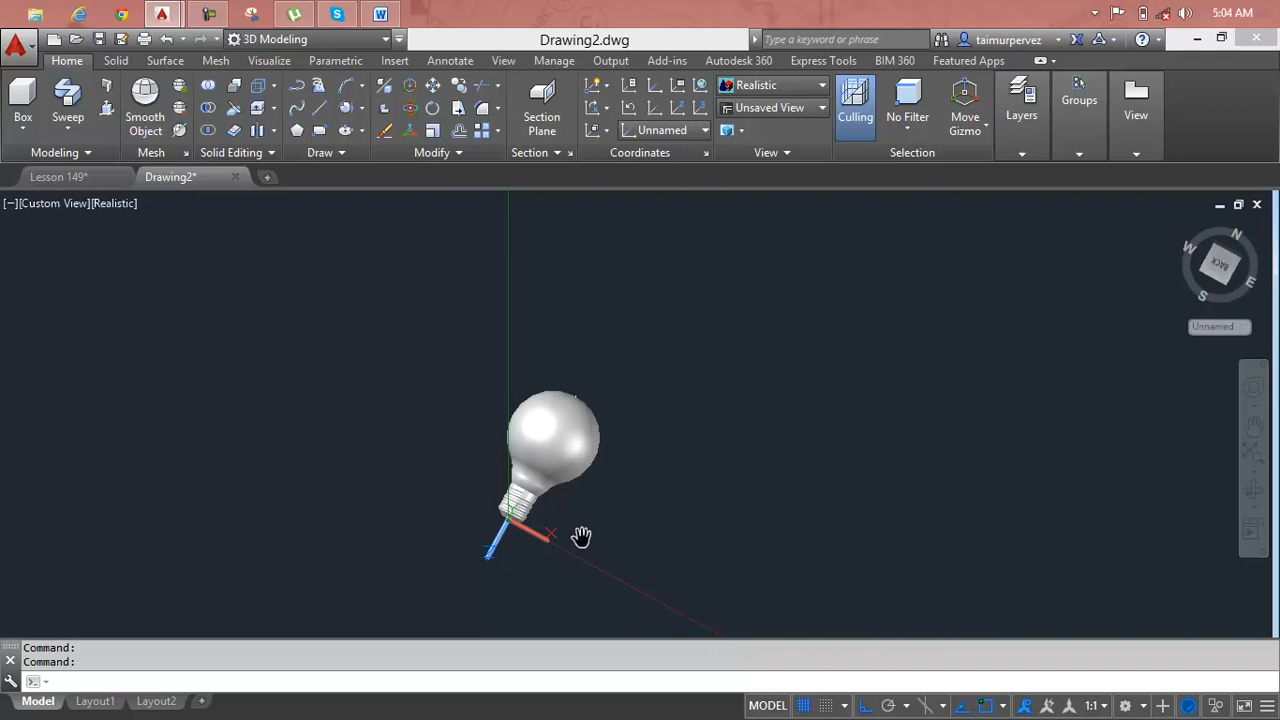 5:04 AM
3D Modeling
Drawing2.dwg
Type a keyword or phrase
taimurpervez
Home Solid Surface Mesh Visualize Parametric Insert Annotate View Manage Output Add-ins Autodesk 360 Express Tools BIM 360 Featured Apps
Box
Sweep
Smooth
Object
Section
Plane
Realistic
Unsaved View
Unnamed
Culling
No Filter
Move
Gizmo
Layers
Groups
View
Modeling
Mesh
Solid Editing
Draw
Modify
Section
Coordinates
View
Selection
Lesson 149*
Drawing2*
[−][Custom View][Realistic]
N
W
E
S
BACK
Unnamed
X
Command:
Command:
Model
Layout1
Layout2
MODEL
1:1